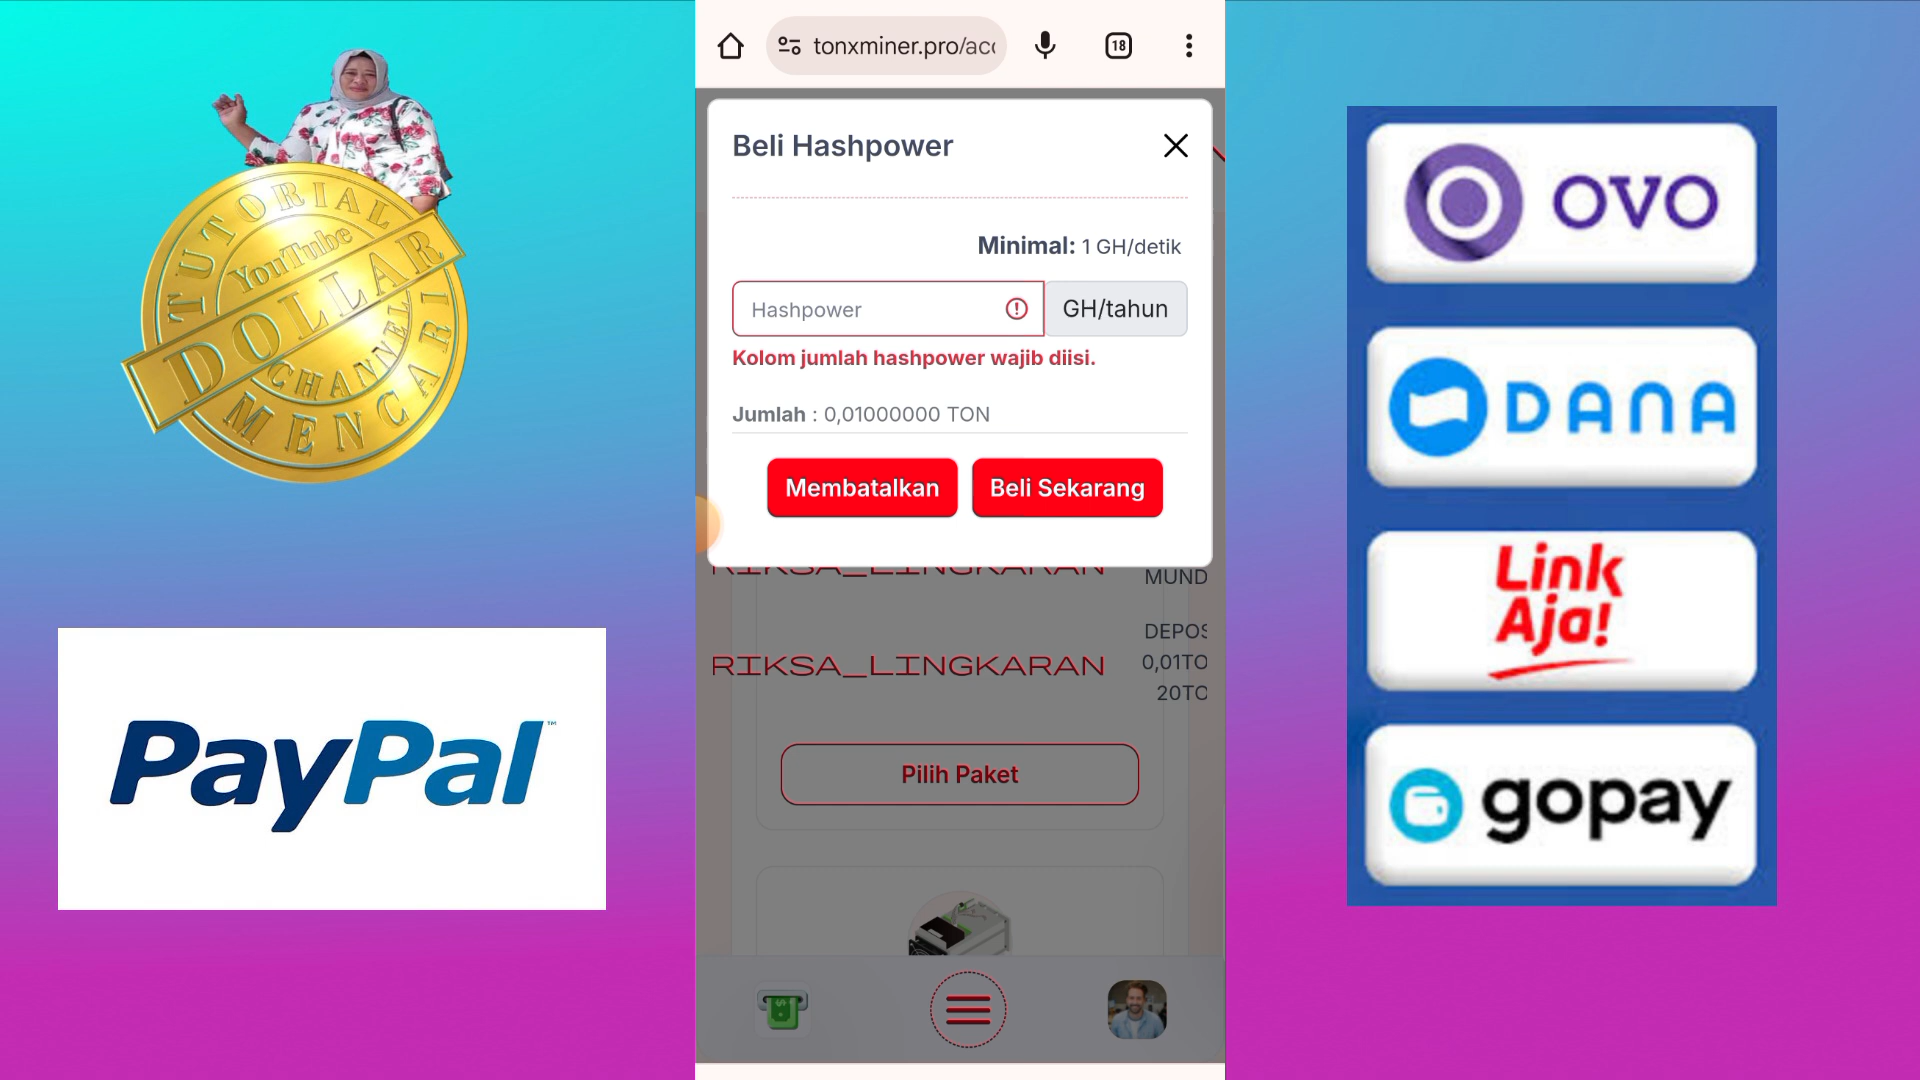 TUTORIAL
YouTube
DOLLAR
CHANNEL
MENCARI
PayPal™
18
tonxminer.pro/acc
Beli Hashpower
Minimal: 1 GH/detik
Hashpower
GH/tahun
Kolom jumlah hashpower wajib diisi.
Jumlah : 0,01000000 TON
Membatalkan
Beli Sekarang
RIKSA_LINGKARAN
MUND
DEPOS
RIKSA_LINGKARAN
0,01TO
20TO
Pilih Paket
OVO
DANA
Link
Aja!
gopay